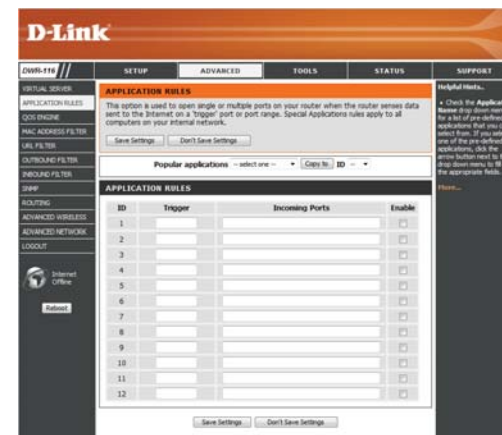 D-Link
DWR-116
SETUP
ADVANCED
TOOLS
STATUS
SUPPORT
VIRTUAL SERVER
APPLICATION RULES
QOS ENGINE
MAC ADDRESS FILTER
URL FILTER
OUTBOUND FILTER
INBOUND FILTER
SNMP
ROUTING
ADVANCED WIRELESS
ADVANCED NETWORK
LOGOUT
Internet
Offline
Reboot
APPLICATION RULES
This option is used to open single or multiple ports on your router when the router senses data
sent to the Internet on a 'trigger' port or port range. Special Applications rules apply to all
computers on your internal network.
Save Settings Don't Save Settings
Popular applications -- select one -- Copy to ID --
APPLICATION RULES
ID Trigger Incoming Ports Enable
1
2
3
4
5
6
7
8
9
10
11
12
Save Settings Don't Save Settings
Helpful Hints..
• Check the
Name drop down
for a list of pre-defined
applications that you
select from. If you
one of the pre-defined
applications, click the
arrow button next to
drop down menu to fill
the appropriate fields.
More...